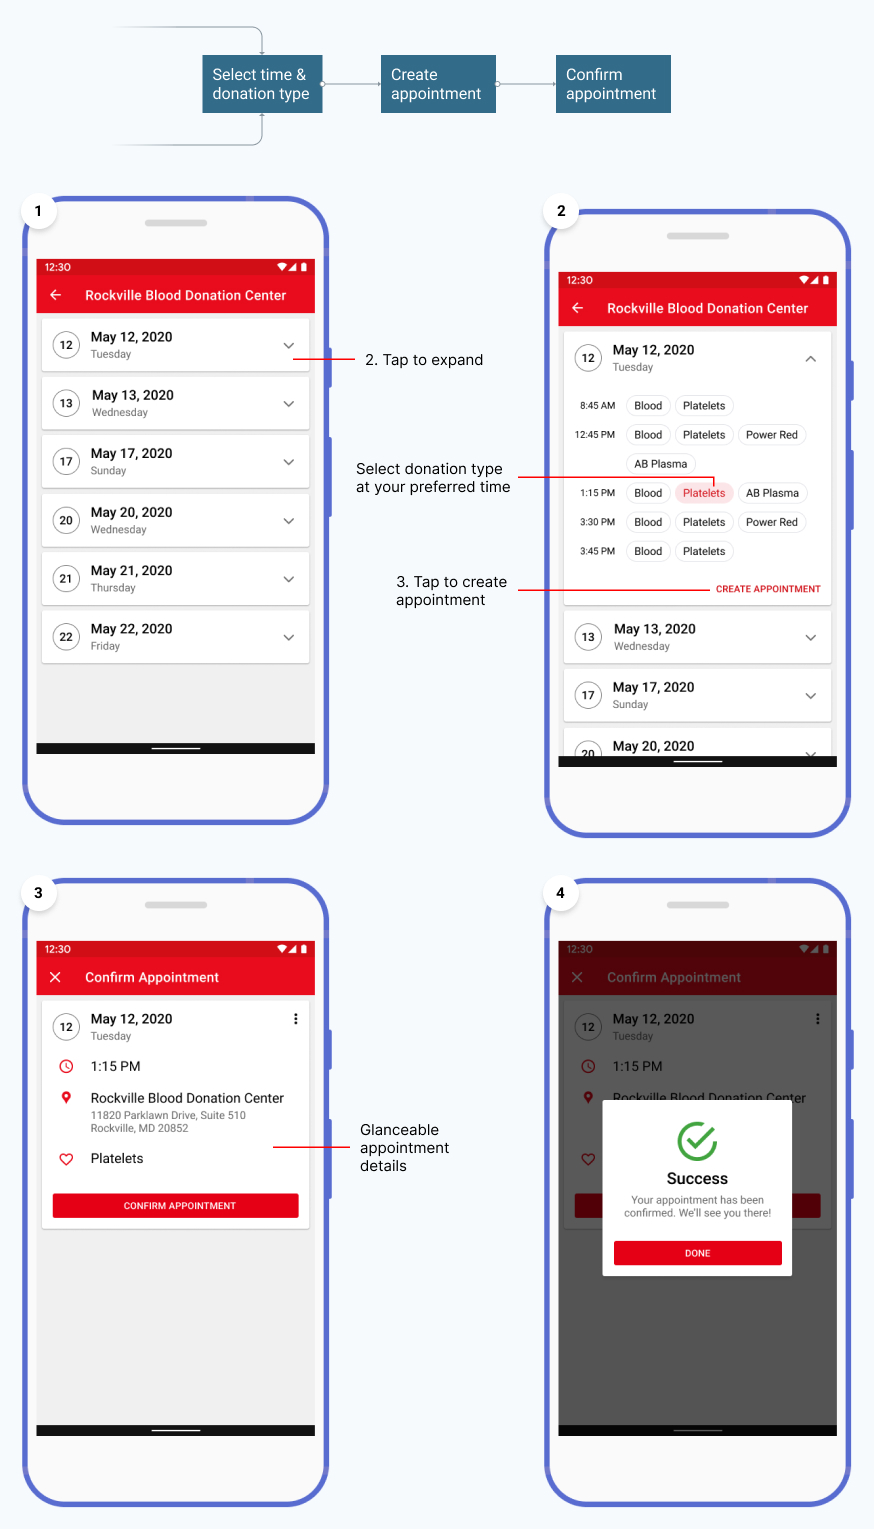 Select time &
donation type
Create
appointment
Confirm
appointment
1
12:30
Rockville Blood Donation Center
12
May 12, 2020
Tuesday
13
May 13, 2020
Wednesday
17
May 17, 2020
Sunday
20
May 20, 2020
Wednesday
21
May 21, 2020
Thursday
22
May 22, 2020
Friday
2. Tap to expand
Select donation type
at your preferred time
3. Tap to create
appointment
2
12:30
Rockville Blood Donation Center
12
May 12, 2020
Tuesday
8:45 AM Blood Platelets
12:45 PM Blood Platelets Power Red
AB Plasma
1:15 PM Blood Platelets AB Plasma
3:30 PM Blood Platelets Power Red
3:45 PM Blood Platelets
CREATE APPOINTMENT
13
May 13, 2020
Wednesday
17
May 17, 2020
Sunday
20
May 20, 2020
3
12:30
Confirm Appointment
12
May 12, 2020
Tuesday
1:15 PM
Rockville Blood Donation Center
11820 Parklawn Drive, Suite 510
Rockville, MD 20852
Platelets
CONFIRM APPOINTMENT
Glanceable
appointment
details
4
12:30
Confirm Appointment
12
May 12, 2020
Tuesday
1:15 PM
Rockville Blood Donation Center
Success
Your appointment has been
confirmed. We'll see you there!
DONE